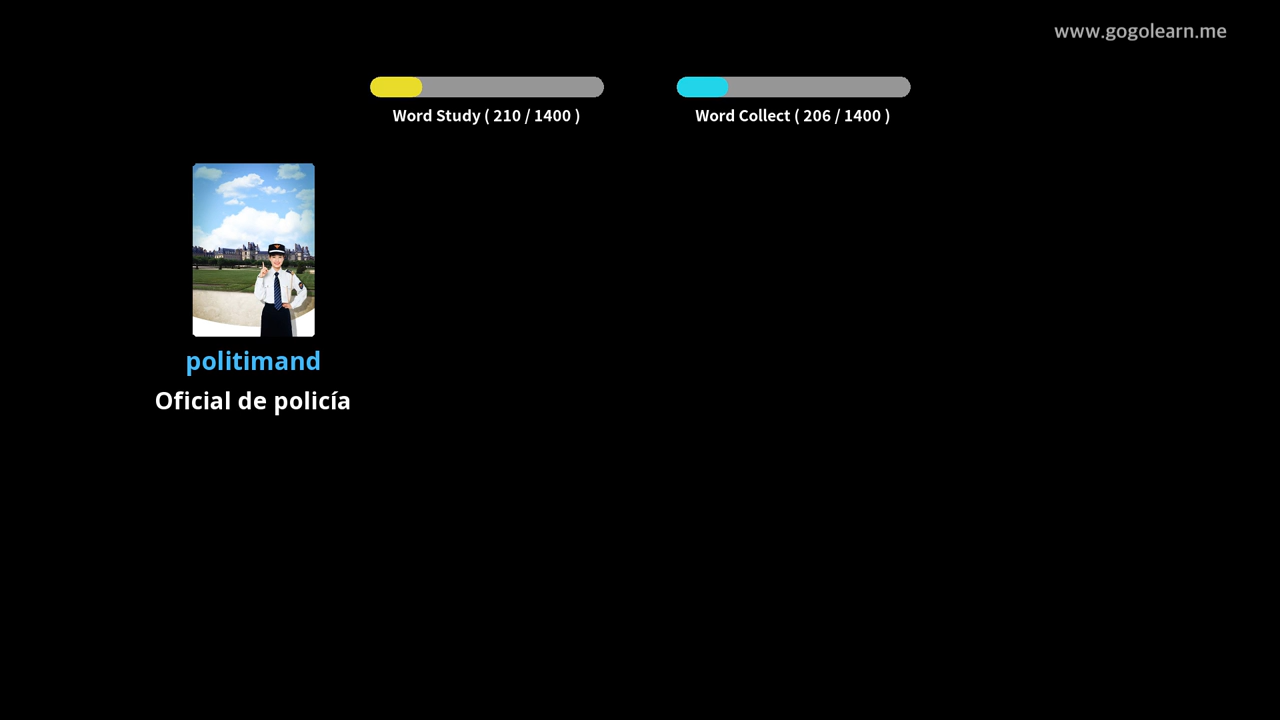 www.gogolearn.me
Word Study ( 210 / 1400 )
Word Collect ( 206 / 1400 )
politimand
Oficial de policía